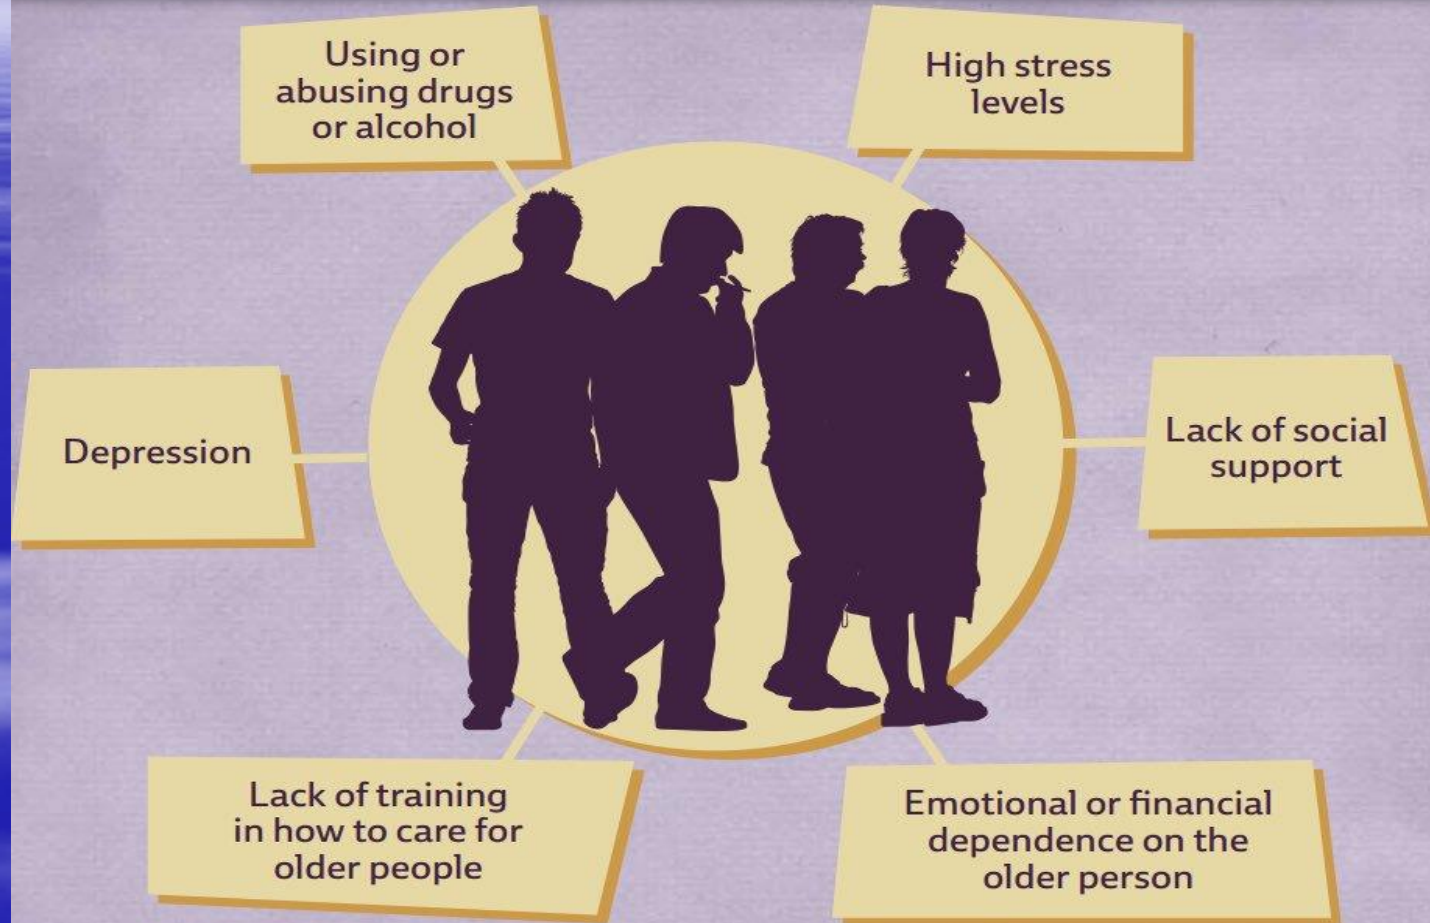 Using or
abusing drugs
or alcohol
High stress
levels
Depression
Lack of social
support
Lack of training
in how to care for
older people
Emotional or financial
dependence on the
older person